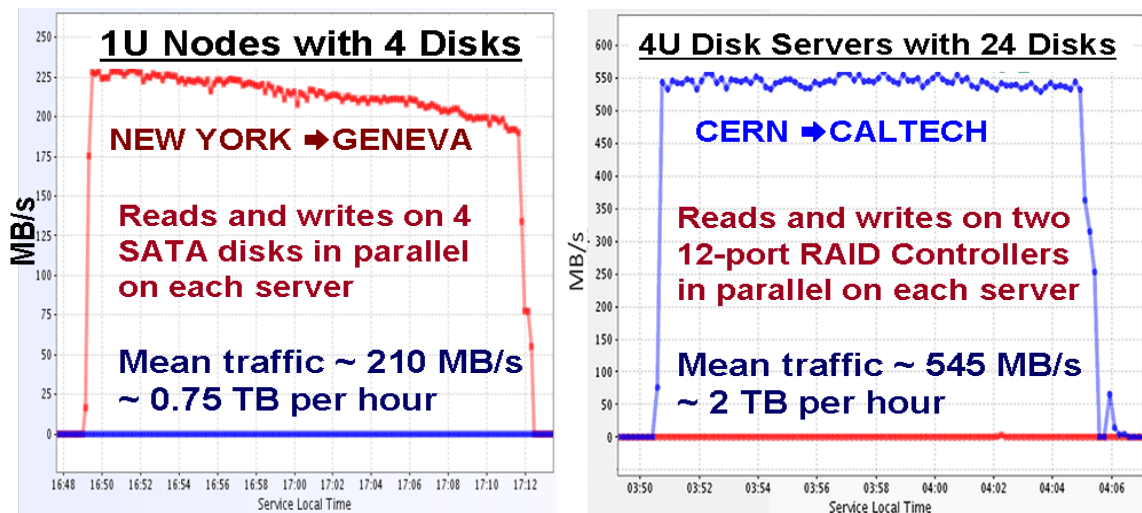 1U Nodes with 4 Disks
250
225
200
175
150
125
100
75
50
25
0
MB/s
NEW YORK ➡GENEVA
Reads and writes on 4
SATA disks in parallel
on each server
Mean traffic ~ 210 MB/s
~ 0.75 TB per hour
16:48 16:50 16:52 16:54 16:56 16:58 17:00 17:02 17:04 17:06 17:08 17:10 17:12
Service Local Time
4U Disk Servers with 24 Disks
600
550
500
450
400
350
300
250
200
150
100
50
0
MB/s
CERN ➡CALTECH
Reads and writes on two
12-port RAID Controllers
in parallel on each server
Mean traffic ~ 545 MB/s
~ 2 TB per hour
03:50 03:52 03:54 03:56 03:58 04:00 04:02 04:04 04:06
Service Local Time